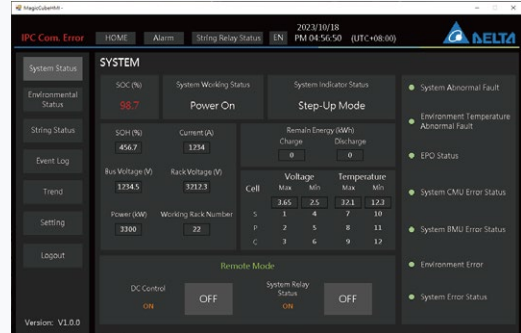 MagicCubeHMI -
IPC Com. Error
HOME
Alarm
String Relay Status
EN
2023/10/18
PM 04:56:50 (UTC+08:00)
DELTA
System Status
Environmental
Status
String Status
Event Log
Trend
Setting
Logout
Version: V1.0.0
SYSTEM
SOC (%)
98.7
System Working Status
Power On
System Indicator Status
Step-Up Mode
SOH (%)
456.7
Current (A)
1234
Bus Voltage (V)
1234.5
Rack Voltage (V)
3212.3
Power (kW)
3300
Working Rack Number
22
Remain Energy (kWh)
Charge Discharge
0 0
Voltage Temperature
Cell Max Min Max Min
3.65 2.5 32.1 12.3
S 1 4 7 10
P 2 5 8 11
C 3 6 9 12
Remote Mode
DC Control
ON
OFF
System Relay
Status
ON
OFF
System Abnormal Fault
Environment Temperature
Abnormal Fault
EPO Status
System CMU Error Status
System BMU Error Status
Environment Error
System Error Status